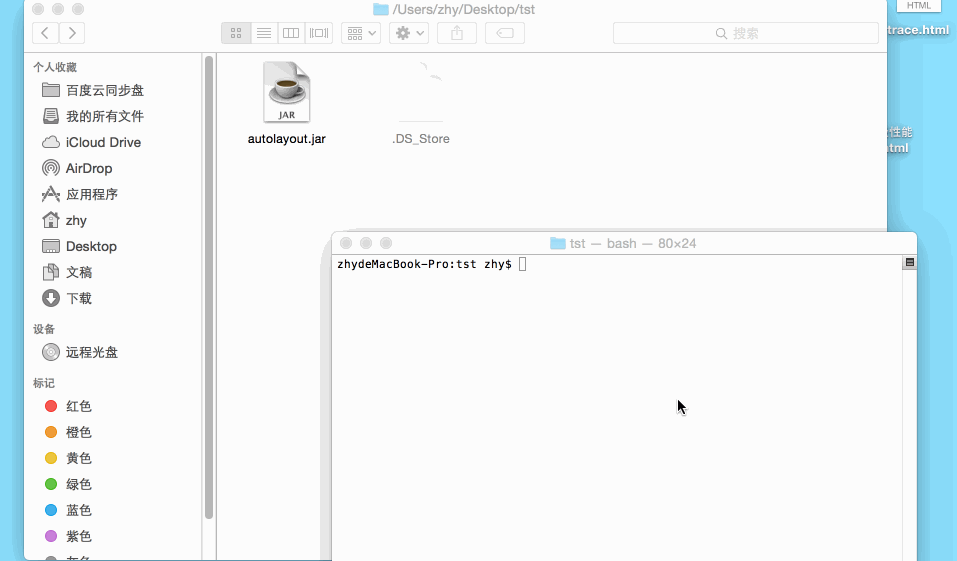 /Users/zhy/Desktop/tst
HTML
搜索
trace.html
个人收藏
百度云同步盘
我的所有文件
iCloud Drive
AirDrop
应用程序
zhy
Desktop
文稿
下载
设备
远程光盘
标记
红色
橙色
黄色
绿色
蓝色
紫色
JAR
autolayout.jar
.DS_Store
性能
html
tst — bash — 80×24
zhydeMacBook-Pro:tst zhy$